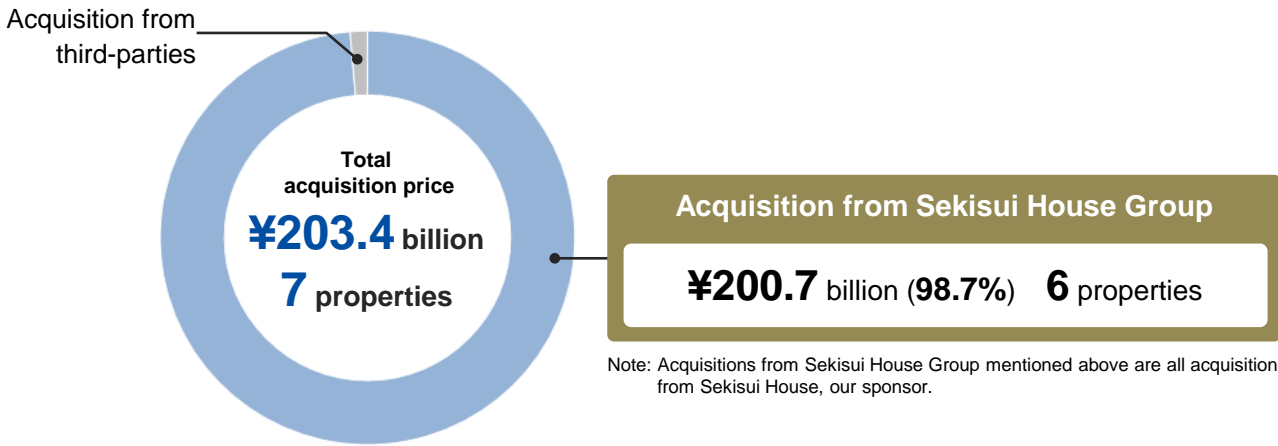 Acquisition from
third-parties
Total
acquisition price
¥203.4 billion
7 properties
Acquisition from Sekisui House Group
¥200.7 billion (98.7%) 6 properties
Note: Acquisitions from Sekisui House Group mentioned above are all acquisition
from Sekisui House, our sponsor.